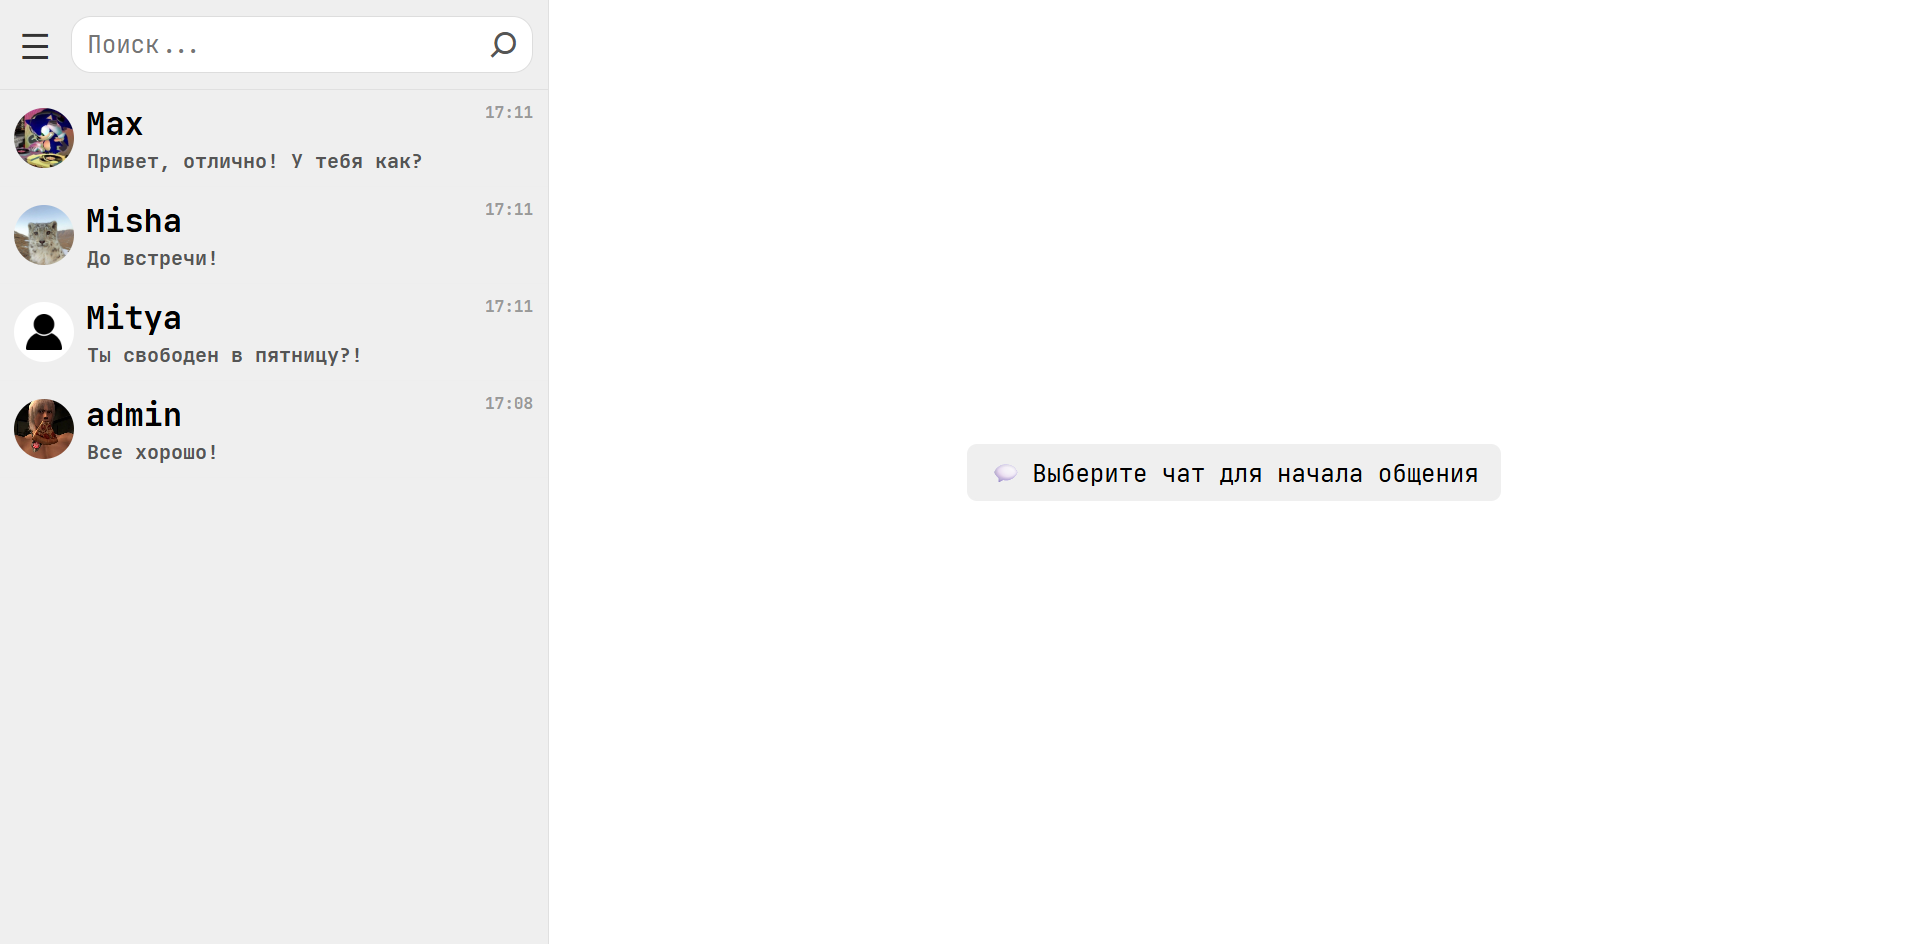 Поиск...
Max
17:11
Привет, отлично! У тебя как?
Misha
17:11
До встречи!
Mitya
17:11
Ты свободен в пятницу?!
admin
17:08
Все хорошо!
Выберите чат для начала общения